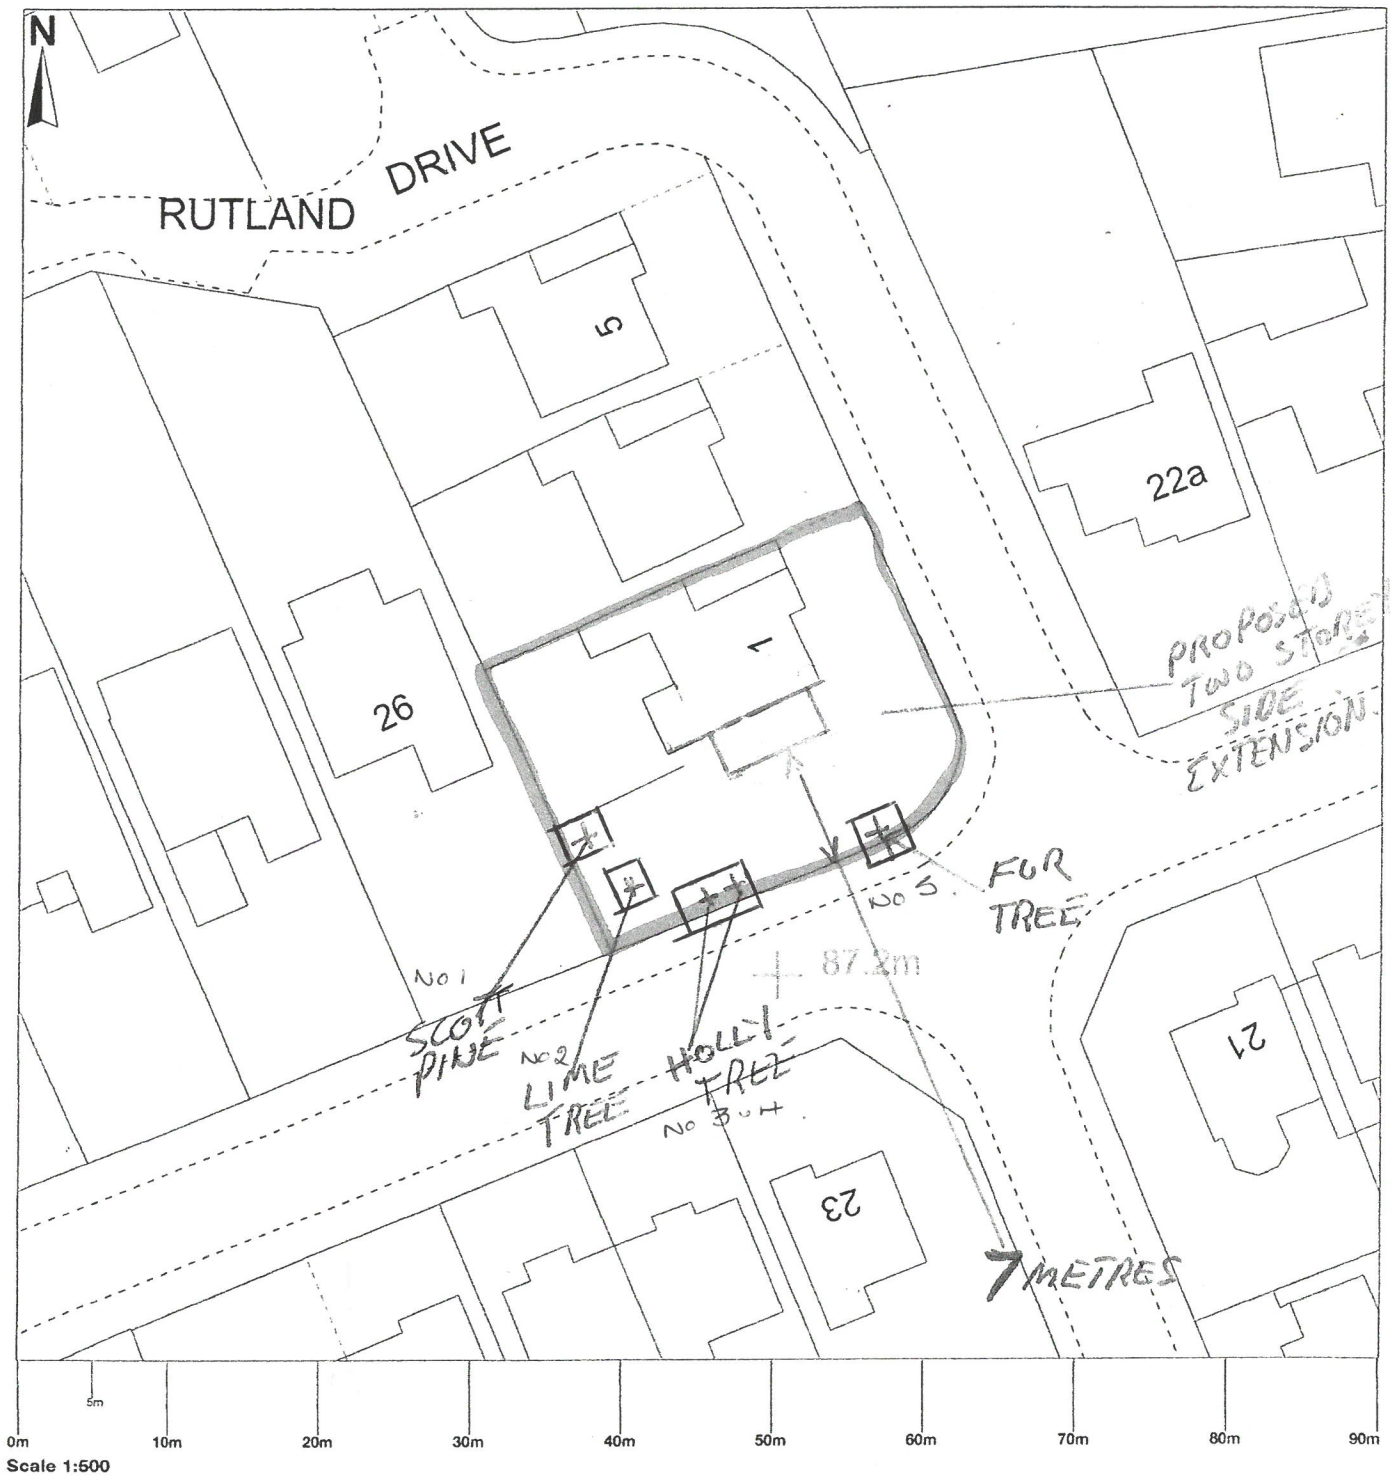 N
DRIVE
RUTLAND
5
22a
1
26
PROPOSED
TWO STOREY
SIDE
EXTENSION.
FUR
TREE
No 5.
87.2m
No 1
SCOTT
PINE
No 2
LIME
TREE
HOLLY
TREE
No 3 & 4.
21
23
7 METRES
5m
0m 10m 20m 30m 40m 50m 60m 70m 80m 90m
Scale 1:500